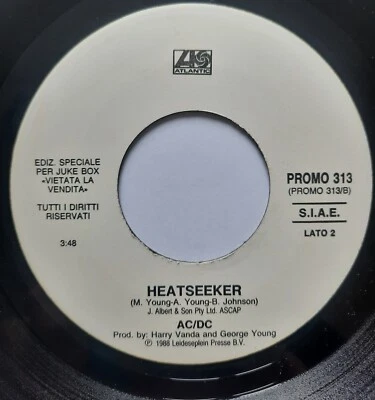 ATLANTIC
EDIZ. SPECIALE
PER JUKE BOX
«VIETATA LA
VENDITA»
TUTTI I DIRITTI
RISERVATI
3:48
PROMO 313
(PROMO 313/B)
S.I.A.E.
LATO 2
HEATSEEKER
(M. Young-A. Young-B. Johnson)
J. Albert & Son Pty Ltd. ASCAP
AC/DC
Prod. by: Harry Vanda and George Young
℗ 1988 Leideseplein Presse B.V.